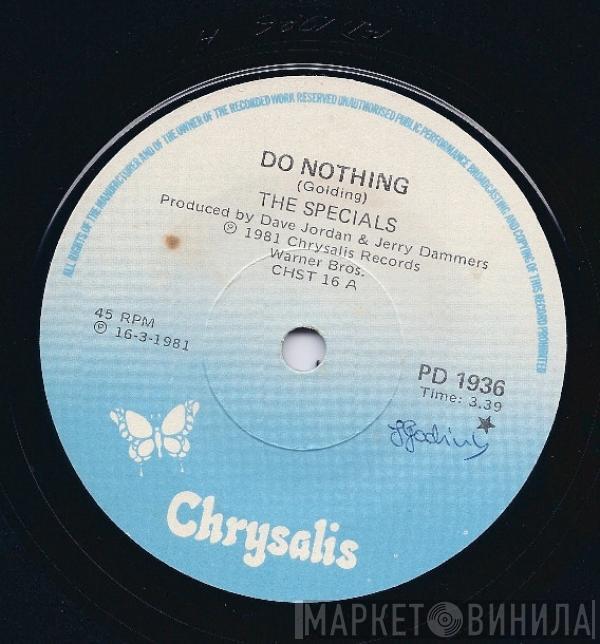 ALL RIGHTS OF THE MANUFACTURER AND OF THE OWNER OF THE RECORDED WORK RESERVED UNAUTHORISED PUBLIC PERFORMANCE BROADCASTING AND COPYING OF THIS RECORD PROHIBITED
DO NOTHING
(Golding)
THE SPECIALS
Produced by Dave Jordan & Jerry Dammers
℗ 1981 Chrysalis Records
Warner Bros.
CHST 16 A
45 RPM
℗ 16-3-1981
PD 1936
Time: 3.39
Chrysalis
МАРКЕТ ВИНИЛА